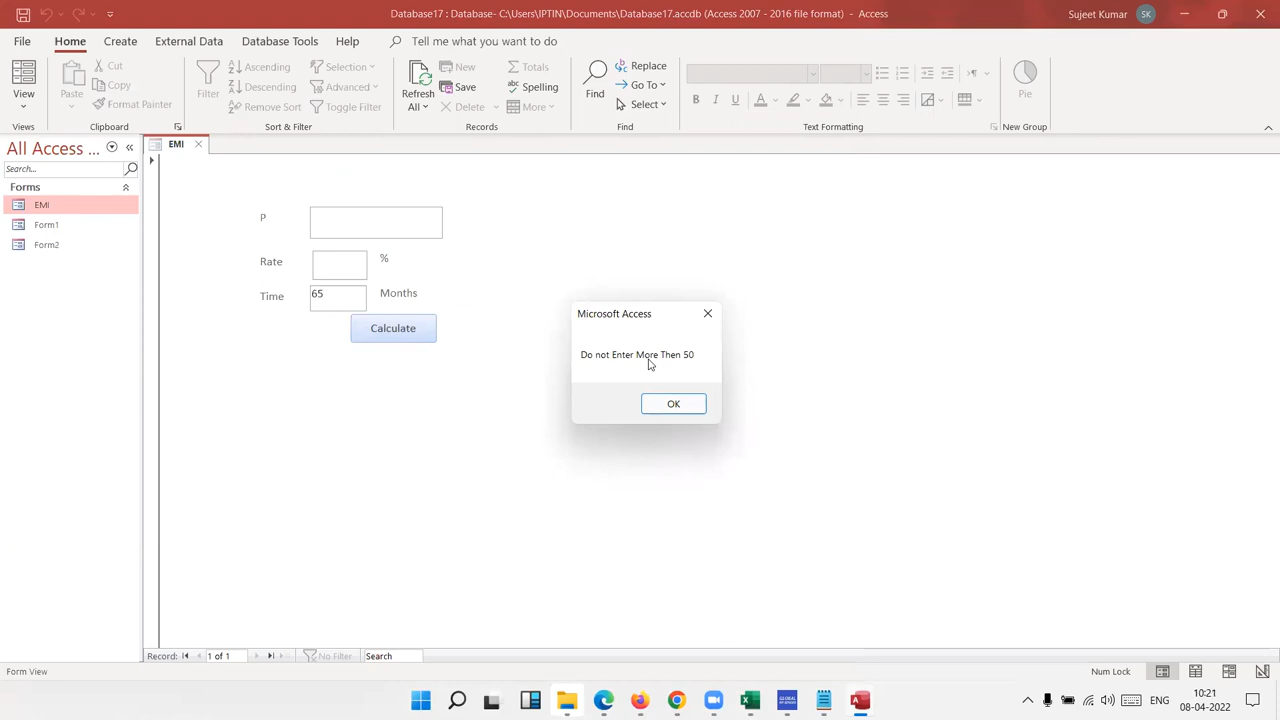 Database17 : Database- C:\Users\IPTIN\Documents\Database17.accdb (Access 2007 - 2016 file format) - Access
Sujeet Kumar
SK
File
Home
Create
External Data
Database Tools
Help
Tell me what you want to do
View
Views
Paste
Cut
Copy
Format Painter
Clipboard
Filter
Ascending
Descending
Remove Sort
Selection
Advanced
Toggle Filter
Sort & Filter
Refresh
All
New
Save
Delete
Totals
Spelling
More
Records
Find
Replace
Go To
Select
Find
B I U A
Text Formatting
Pie
New Group
All Access ...
Search...
Forms
EMI
Form1
Form2
EMI
P
Rate
%
Time
65
Months
Calculate
Microsoft Access
Do not Enter More Then 50
OK
Record:
1 of 1
No Filter
Search
Form View
Num Lock
GLOBAL
ENG
10:21
08-04-2022